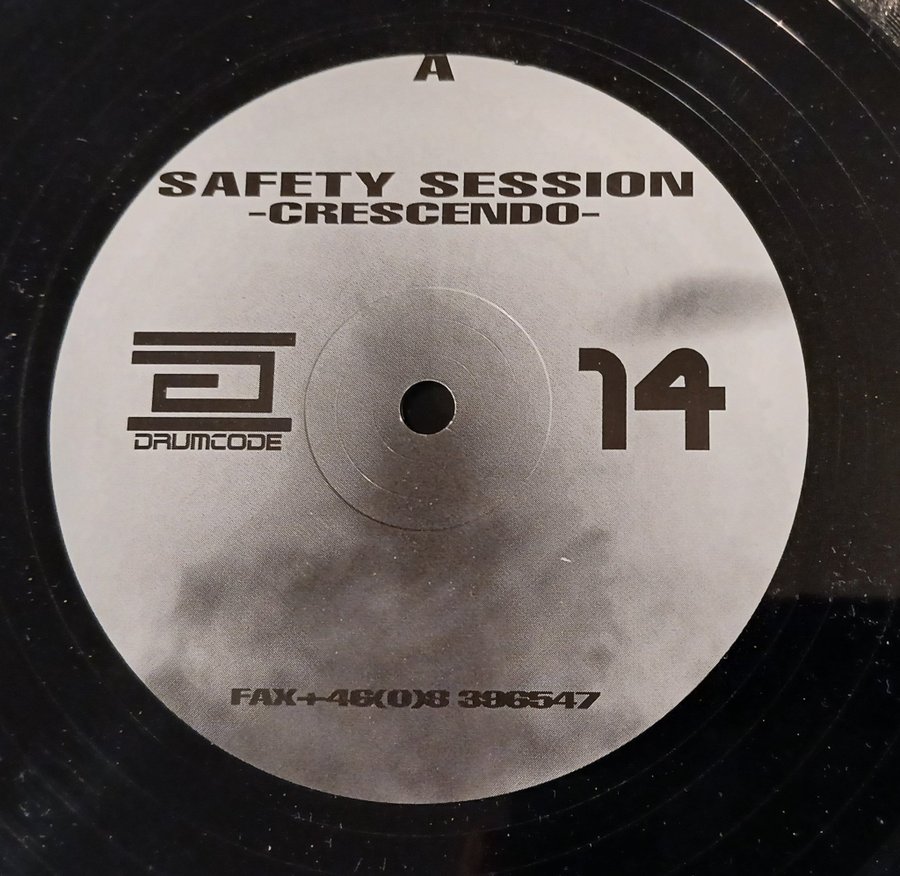 A
SAFETY SESSION
-CRESCENDO-
DRUMCODE
14
FAX+46(0)8 396547